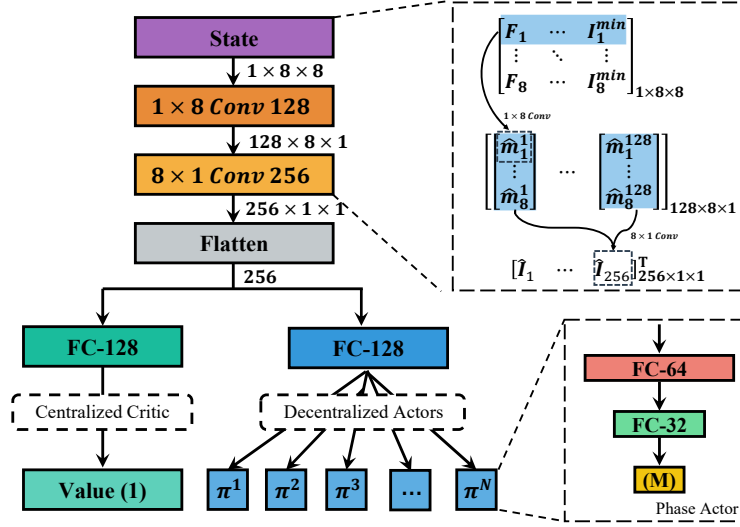 State
1 × 8 × 8
1 × 8 Conv 128
128 × 8 × 1
8 × 1 Conv 256
256 × 1 × 1
Flatten
256
FC-128
FC-128
Centralized Critic
Decentralized Actors
Value (1)
π¹ π² π³ ... πᴺ
F₁ ⋯ I₁ᵐⁱⁿ
⋮ ⋱ ⋮
F₈ ⋯ I₈ᵐⁱⁿ
1×8×8
1 × 8 Conv
m̂₁¹ ⋯ m̂₁¹²⁸
⋮ ⋮
m̂₈¹ m̂₈¹²⁸
128×8×1
8 × 1 Conv
[Î₁ ⋯ Î₂₅₆]ᵀ 256×1×1
FC-64
FC-32
(M)
Phase Actor